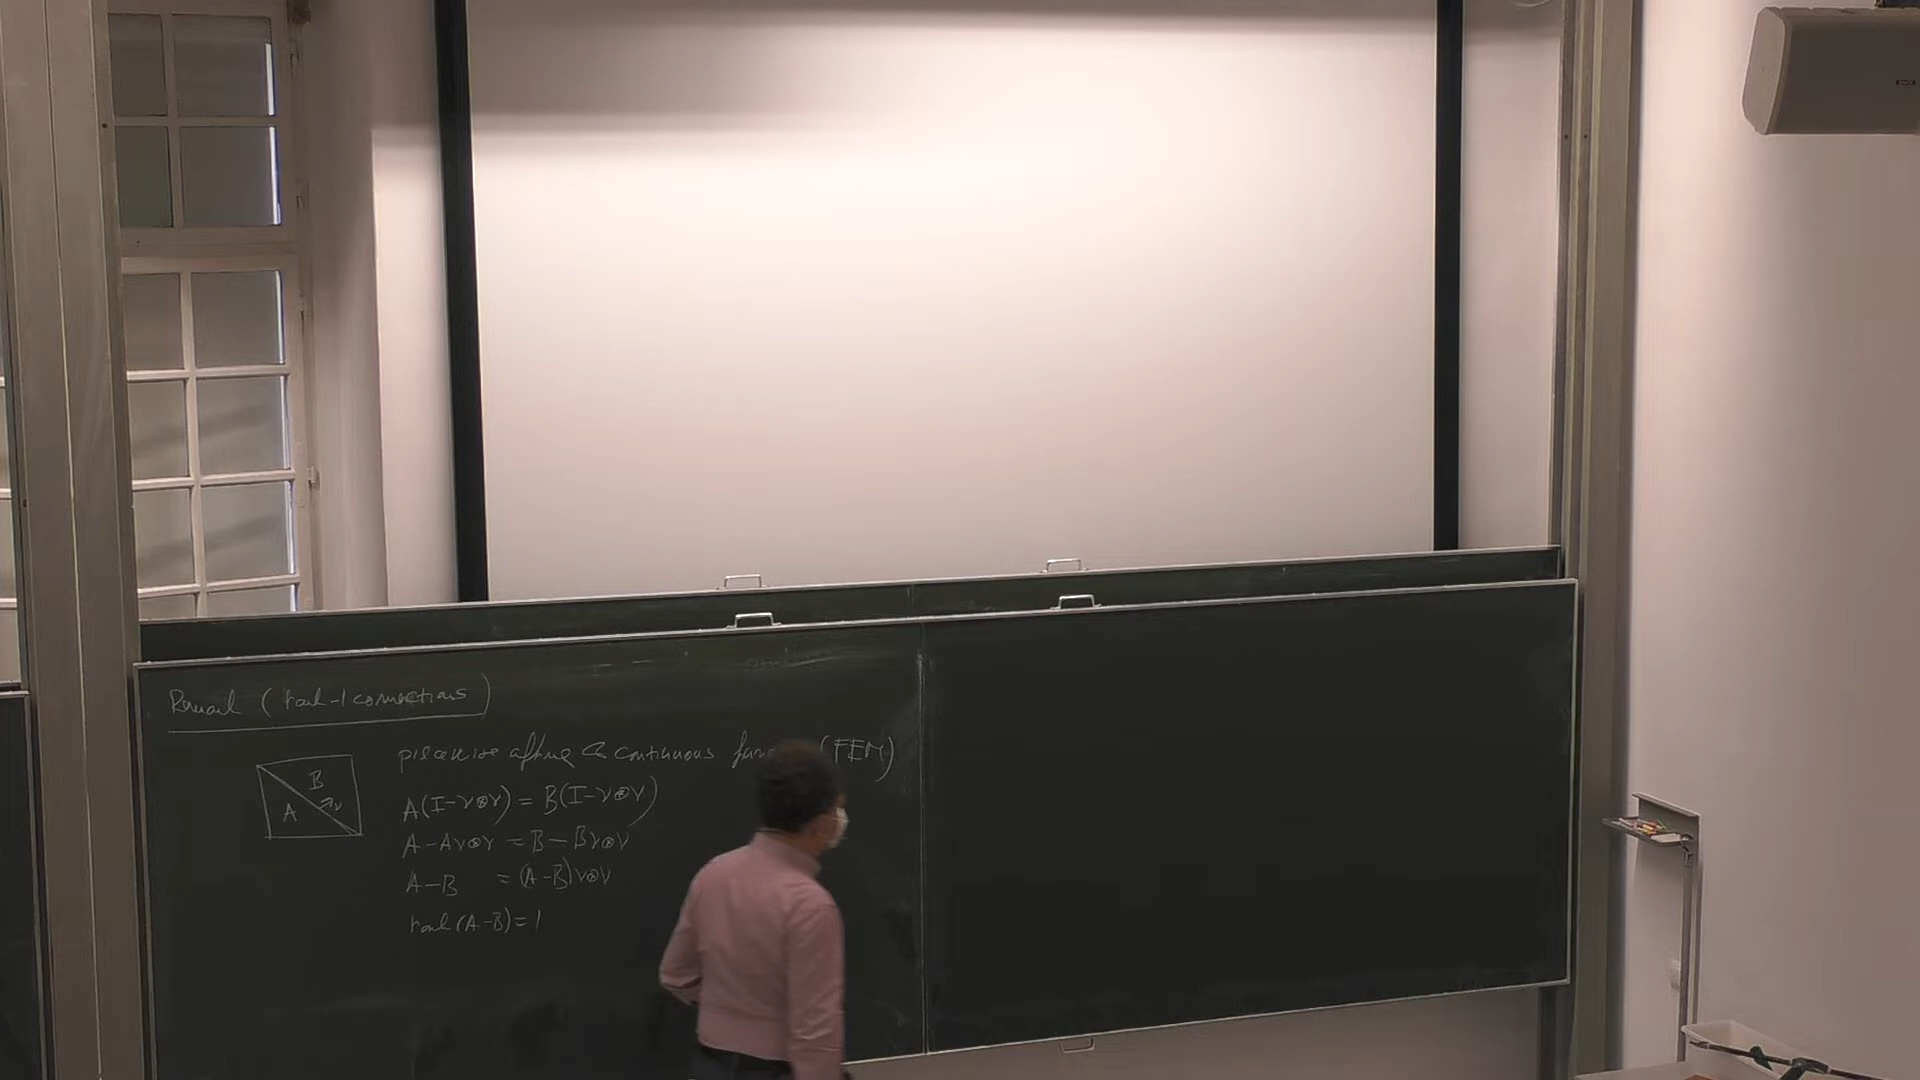 Remark (rank-1 connections)
piecewise affine & continuous (FEM)
B
A
ν
A(I-ν⊗ν) = B(I-ν⊗ν)
A-Aν⊗ν = B-Bν⊗ν
A-B = (A-B)ν⊗ν
rank(A-B)=1